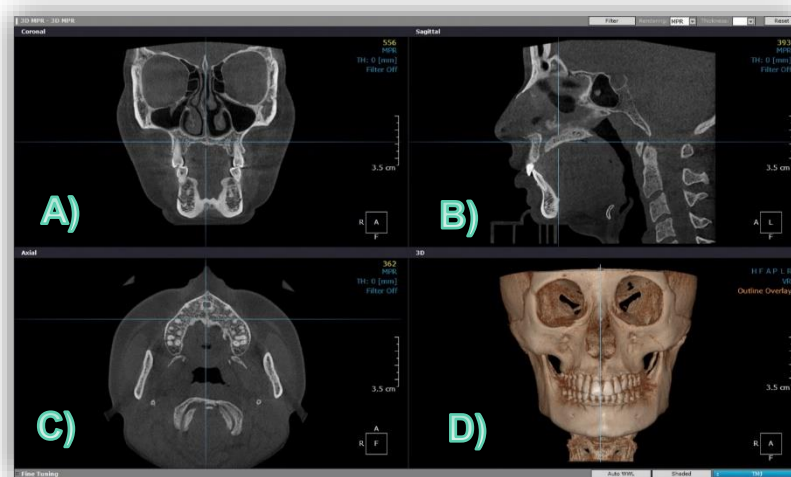 3D MPR - 3D MPR
Filter Rendering: MPR Thickness: Reset
Coronal
556
MPR
TH: 0 [mm]
Filter Off
3.5 cm
A)
R A
F
Sagittal
393
MPR
TH: 0 [mm]
Filter Off
3.5 cm
B)
A L
F
Axial
362
MPR
TH: 0 [mm]
Filter Off
3.5 cm
C)
A
R F
3D
H F A P L R
VR
Outline Overlay
3.5 cm
D)
R A
F
Fine Tuning
Auto WWL Shaded